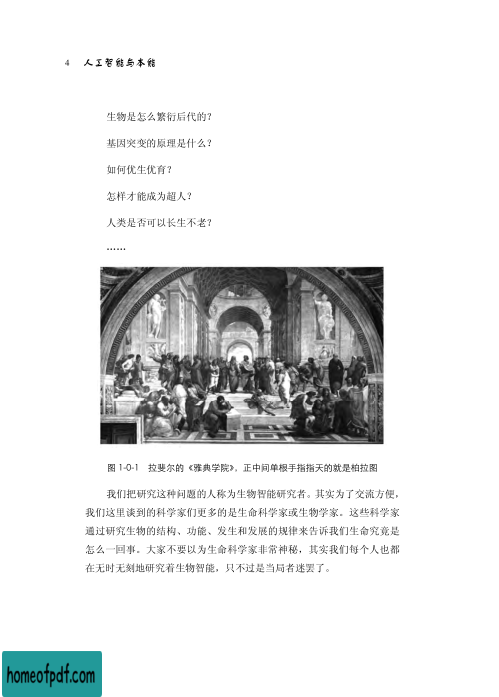 4 人工智能与本能
生物是怎么繁衍后代的？
基因突变的原理是什么？
如何优生优育？
怎样才能成为超人？
人类是否可以长生不老？
……
图 1-0-1 拉斐尔的《雅典学院》，正中间单根手指指天的就是柏拉图
我们把研究这种问题的人称为生物智能研究者。其实为了交流方便，
我们这里谈到的科学家们更多的是生命科学家或生物学家。这些科学家
通过研究生物的结构、功能、发生和发展的规律来告诉我们生命究竟是
怎么一回事。大家不要以为生命科学家非常神秘，其实我们每个人也都
在无时无刻地研究着生物智能，只不过是当局者迷罢了。
homeofpdf.com